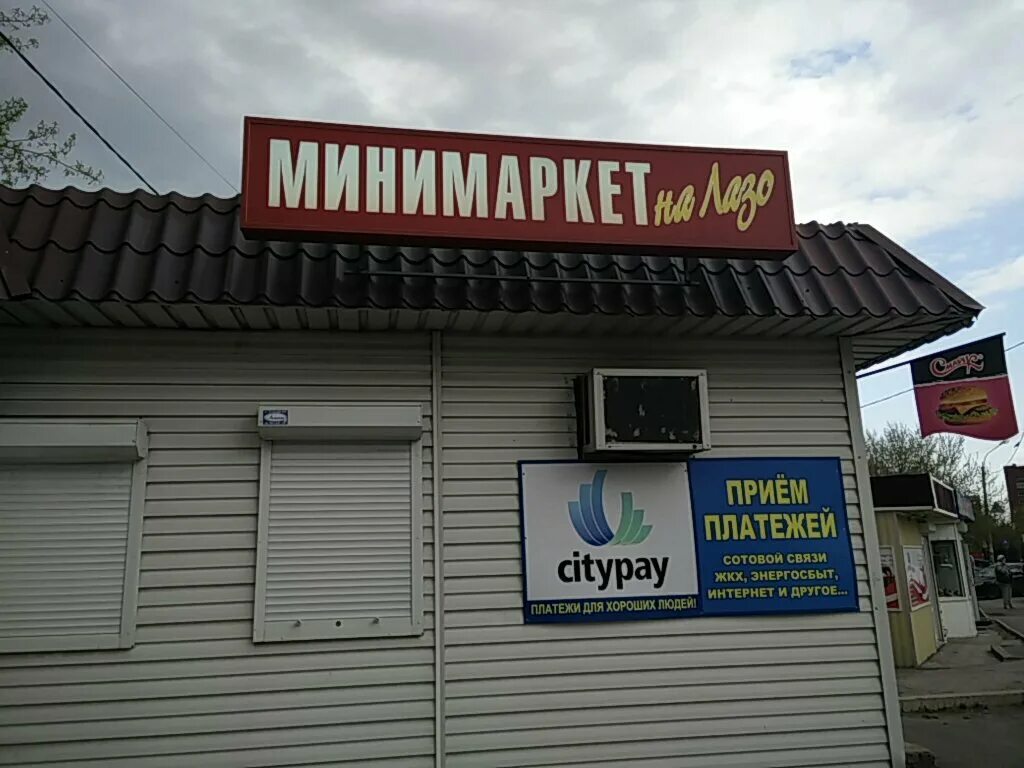 МИНИМАРКЕТ на Лазо
citypay
ПЛАТЕЖИ ДЛЯ ХОРОШИХ ЛЮДЕЙ!
ПРИЁМ
ПЛАТЕЖЕЙ
СОТОВОЙ СВЯЗИ
ЖКХ, ЭНЕРГОСБЫТ,
ИНТЕРНЕТ И ДРУГОЕ...